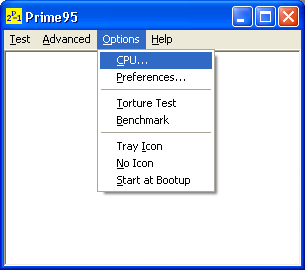 Prime95
Test Advanced Options Help
CPU...
Preferences...
Torture Test
Benchmark
Tray Icon
No Icon
Start at Bootup